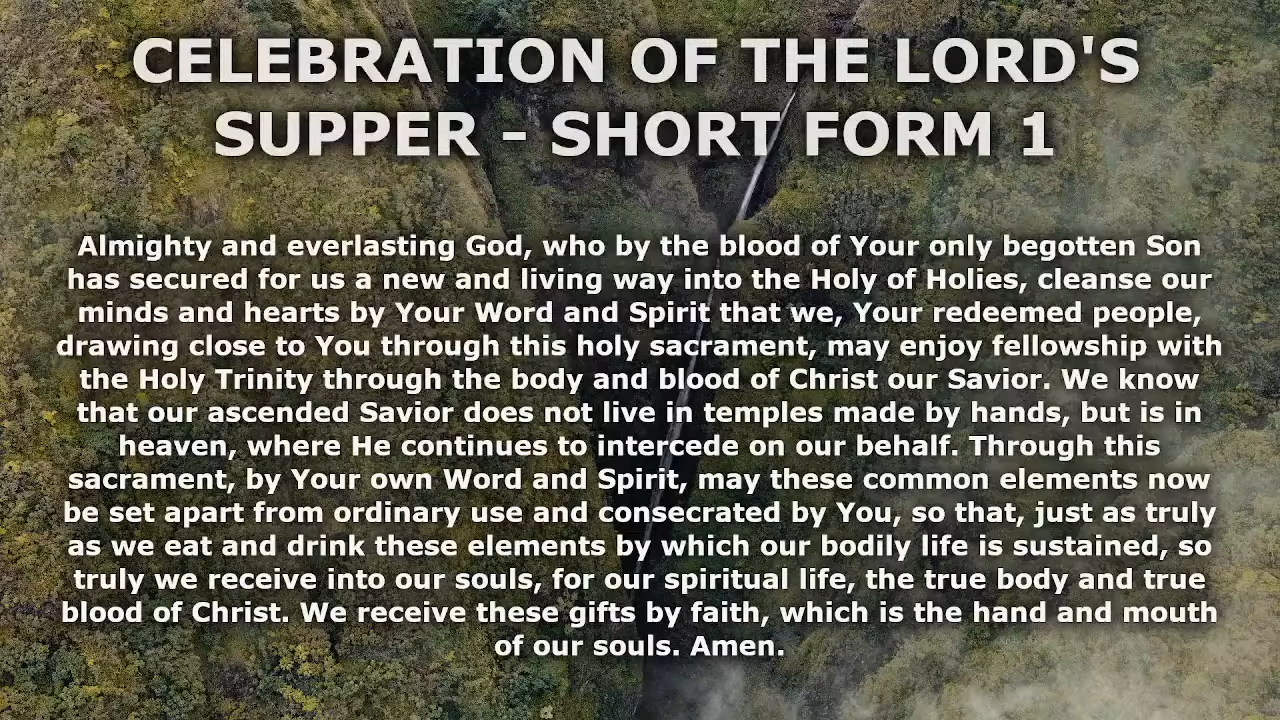 CELEBRATION OF THE LORD'S
SUPPER - SHORT FORM 1
Almighty and everlasting God, who by the blood of Your only begotten Son
has secured for us a new and living way into the Holy of Holies, cleanse our
minds and hearts by Your Word and Spirit that we, Your redeemed people,
drawing close to You through this holy sacrament, may enjoy fellowship with
the Holy Trinity through the body and blood of Christ our Savior. We know
that our ascended Savior does not live in temples made by hands, but is in
heaven, where He continues to intercede on our behalf. Through this
sacrament, by Your own Word and Spirit, may these common elements now
be set apart from ordinary use and consecrated by You, so that, just as truly
as we eat and drink these elements by which our bodily life is sustained, so
truly we receive into our souls, for our spiritual life, the true body and true
blood of Christ. We receive these gifts by faith, which is the hand and mouth
of our souls. Amen.